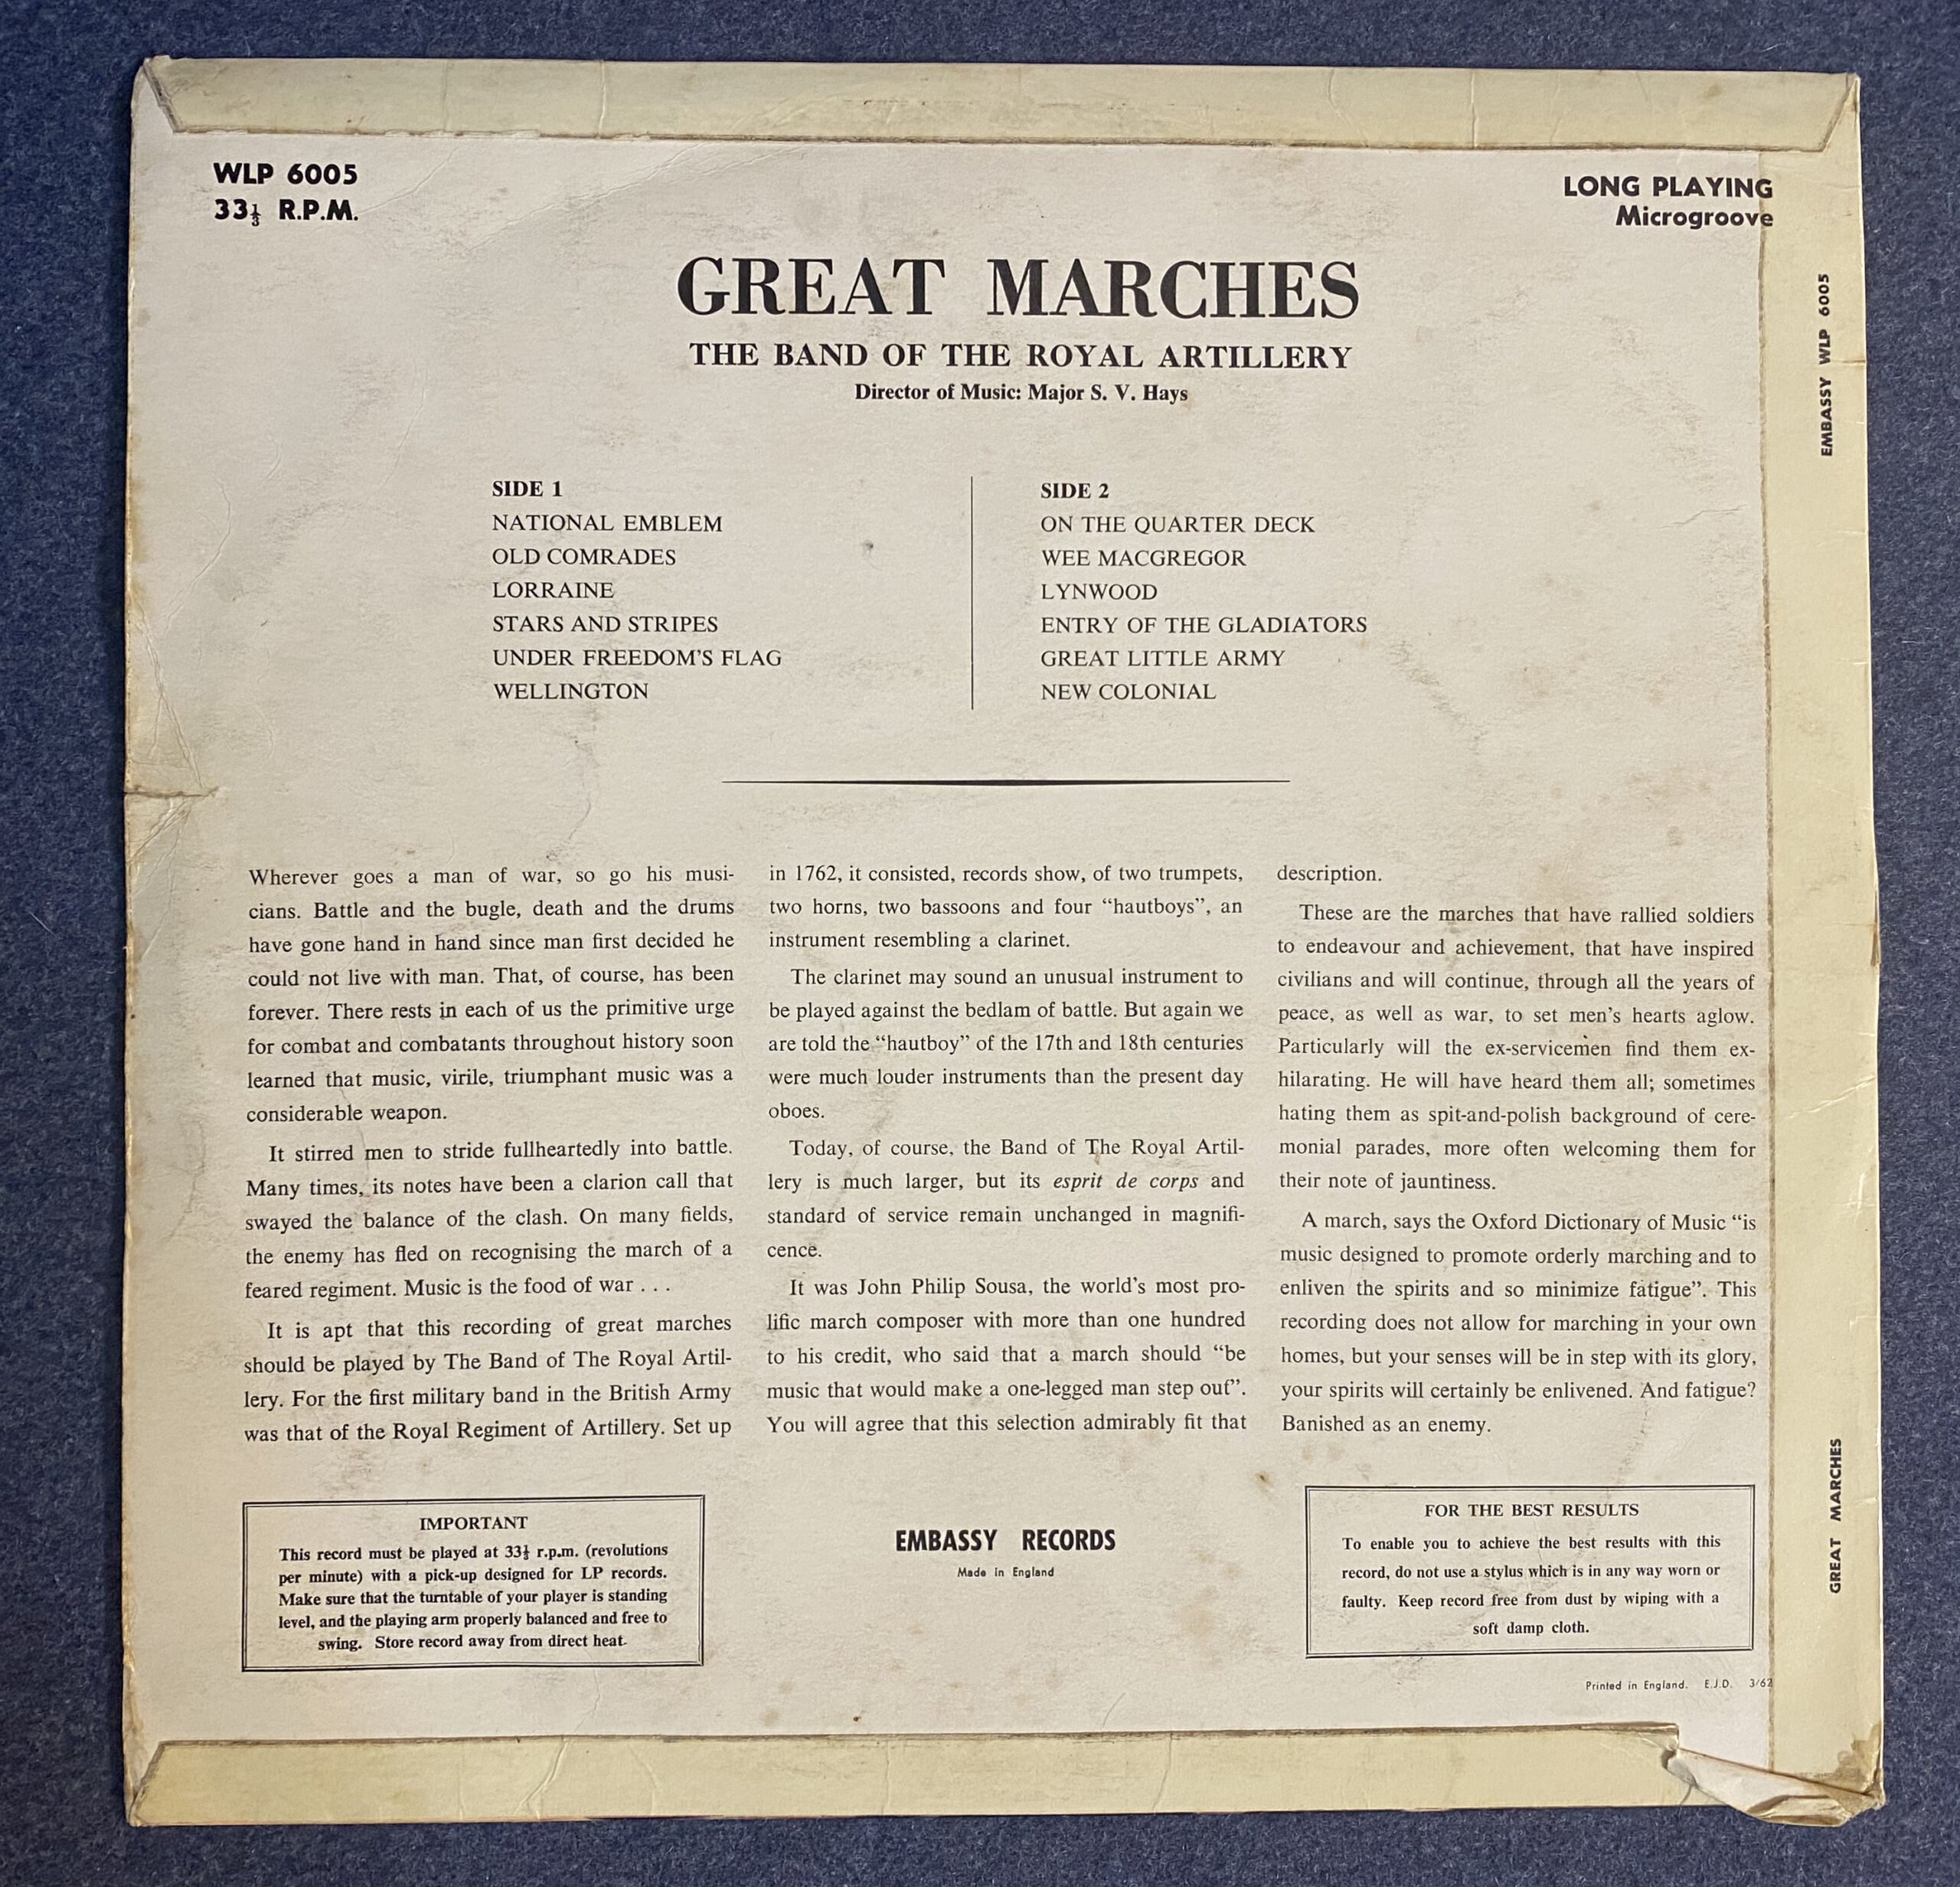 WLP 6005
33⅓ R.P.M.
LONG PLAYING
Microgroove
GREAT MARCHES
THE BAND OF THE ROYAL ARTILLERY
Director of Music: Major S. V. Hays
SIDE 1
NATIONAL EMBLEM
OLD COMRADES
LORRAINE
STARS AND STRIPES
UNDER FREEDOM'S FLAG
WELLINGTON
SIDE 2
ON THE QUARTER DECK
WEE MACGREGOR
LYNWOOD
ENTRY OF THE GLADIATORS
GREAT LITTLE ARMY
NEW COLONIAL
Wherever goes a man of war, so go his musi-
cians. Battle and the bugle, death and the drums
have gone hand in hand since man first decided he
could not live with man. That, of course, has been
forever. There rests in each of us the primitive urge
for combat and combatants throughout history soon
learned that music, virile, triumphant music was a
considerable weapon.
It stirred men to stride fullheartedly into battle.
Many times, its notes have been a clarion call that
swayed the balance of the clash. On many fields,
the enemy has fled on recognising the march of a
feared regiment. Music is the food of war . . .
It is apt that this recording of great marches
should be played by The Band of The Royal Artil-
lery. For the first military band in the British Army
was that of the Royal Regiment of Artillery. Set up
in 1762, it consisted, records show, of two trumpets,
two horns, two bassoons and four "hautboys", an
instrument resembling a clarinet.
The clarinet may sound an unusual instrument to
be played against the bedlam of battle. But again we
are told the "hautboy" of the 17th and 18th centuries
were much louder instruments than the present day
oboes.
Today, of course, the Band of The Royal Artil-
lery is much larger, but its esprit de corps and
standard of service remain unchanged in magnifi-
cence.
It was John Philip Sousa, the world's most pro-
lific march composer with more than one hundred
to his credit, who said that a march should "be
music that would make a one-legged man step out".
You will agree that this selection admirably fit that
description.
These are the marches that have rallied soldiers
to endeavour and achievement, that have inspired
civilians and will continue, through all the years of
peace, as well as war, to set men's hearts aglow.
Particularly will the ex-servicemen find them ex-
hilarating. He will have heard them all; sometimes
hating them as spit-and-polish background of cere-
monial parades, more often welcoming them for
their note of jauntiness.
A march, says the Oxford Dictionary of Music "is
music designed to promote orderly marching and to
enliven the spirits and so minimize fatigue". This
recording does not allow for marching in your own
homes, but your senses will be in step with its glory,
your spirits will certainly be enlivened. And fatigue?
Banished as an enemy.
IMPORTANT
This record must be played at 33⅓ r.p.m. (revolutions
per minute) with a pick-up designed for LP records.
Make sure that the turntable of your player is standing
level, and the playing arm properly balanced and free to
swing. Store record away from direct heat.
EMBASSY RECORDS
Made in England
FOR THE BEST RESULTS
To enable you to achieve the best results with this
record, do not use a stylus which is in any way worn or
faulty. Keep record free from dust by wiping with a
soft damp cloth.
Printed in England. E.J.D. 3/62
EMBASSY WLP 6005
GREAT MARCHES